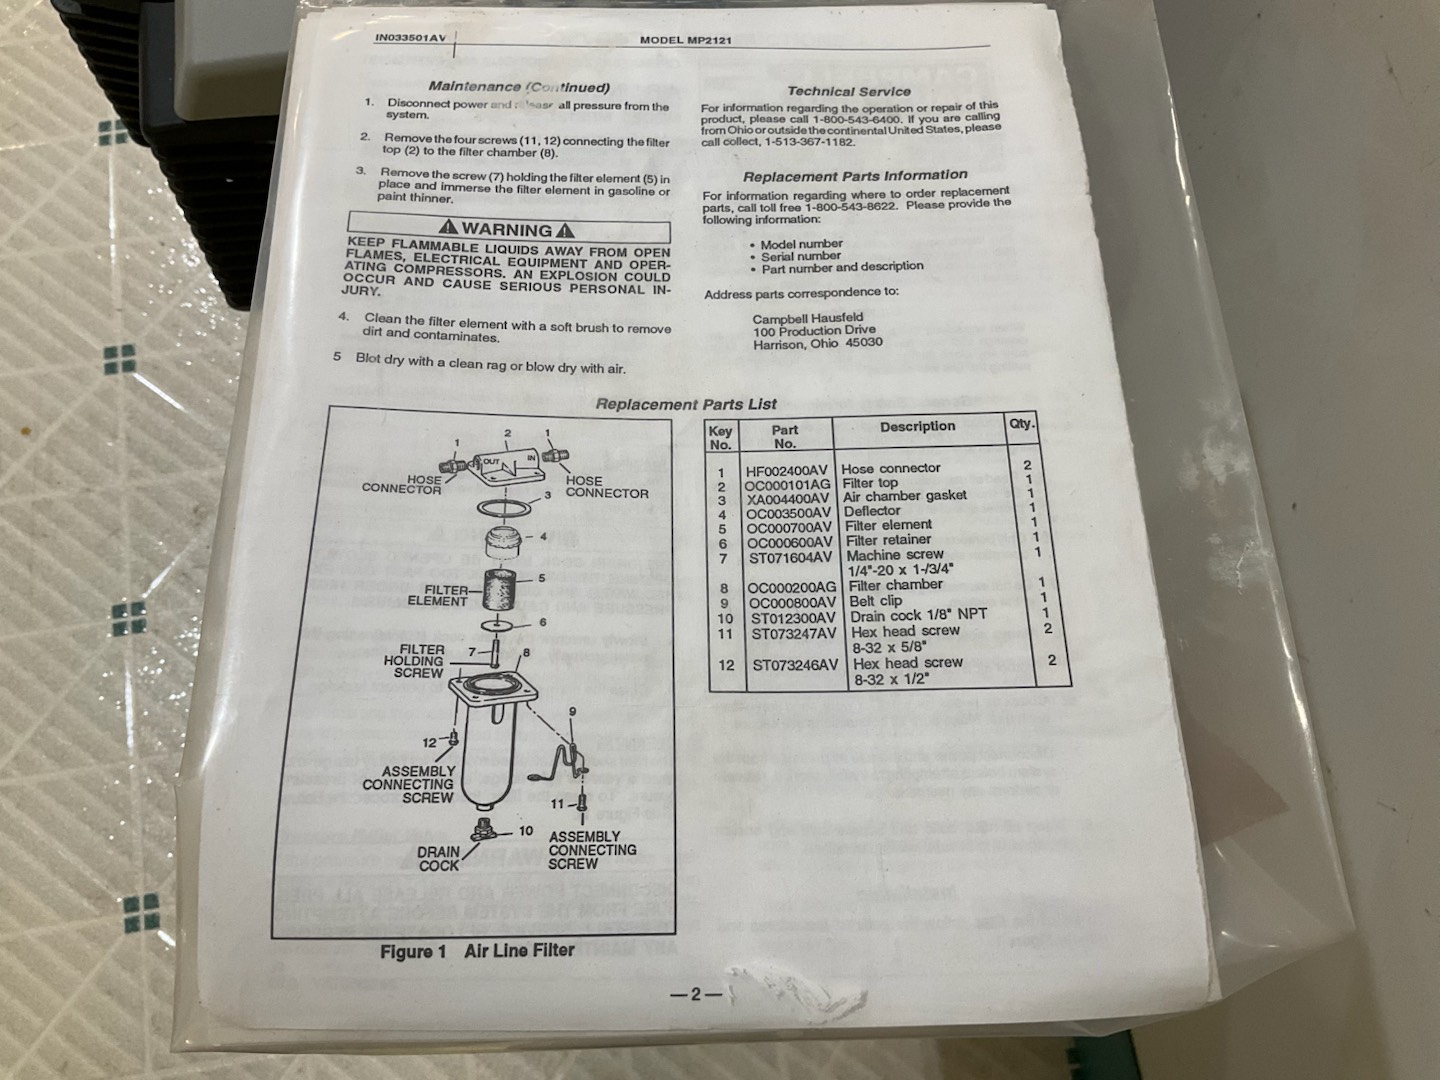 IN033501AV
MODEL MP2121
Maintenance (Continued)
1. Disconnect power and release all pressure from the
system.
2. Remove the four screws (11, 12) connecting the filter
top (2) to the filter chamber (8).
3. Remove the screw (7) holding the filter element (5) in
place and immerse the filter element in gasoline or
paint thinner.
WARNING
KEEP FLAMMABLE LIQUIDS AWAY FROM OPEN
FLAMES, ELECTRICAL EQUIPMENT AND OPER-
ATING COMPRESSORS. AN EXPLOSION COULD
OCCUR AND CAUSE SERIOUS PERSONAL IN-
JURY.
4. Clean the filter element with a soft brush to remove
dirt and contaminates.
5 Blot dry with a clean rag or blow dry with air.
Technical Service
For information regarding the operation or repair of this
product, please call 1-800-543-6400. If you are calling
from Ohio or outside the continental United States, please
call collect, 1-513-367-1182.
Replacement Parts Information
For information regarding where to order replacement
parts, call toll free 1-800-543-8622. Please provide the
following information:
• Model number
• Serial number
• Part number and description
Address parts correspondence to:
Campbell Hausfeld
100 Production Drive
Harrison, Ohio 45030
Replacement Parts List
1 2 1
OUT IN
HOSE
CONNECTOR
HOSE
CONNECTOR
3
4
5
FILTER
ELEMENT
6
FILTER
HOLDING
SCREW
7
8
9
12
ASSEMBLY
CONNECTING
SCREW
11
10
DRAIN
COCK
ASSEMBLY
CONNECTING
SCREW
Figure 1 Air Line Filter
Key No. Part No. Description Qty.
1 HF002400AV Hose connector 2
2 OC000101AG Filter top 1
3 XA004400AV Air chamber gasket 1
4 OC003500AV Deflector 1
5 OC000700AV Filter element 1
6 OC000600AV Filter retainer 1
7 ST071604AV Machine screw 1
1/4"-20 x 1-/3/4"
8 OC000200AG Filter chamber 1
9 OC000800AV Belt clip 1
10 ST012300AV Drain cock 1/8" NPT 1
11 ST073247AV Hex head screw 2
8-32 x 5/8"
12 ST073246AV Hex head screw 2
8-32 x 1/2"
—2—